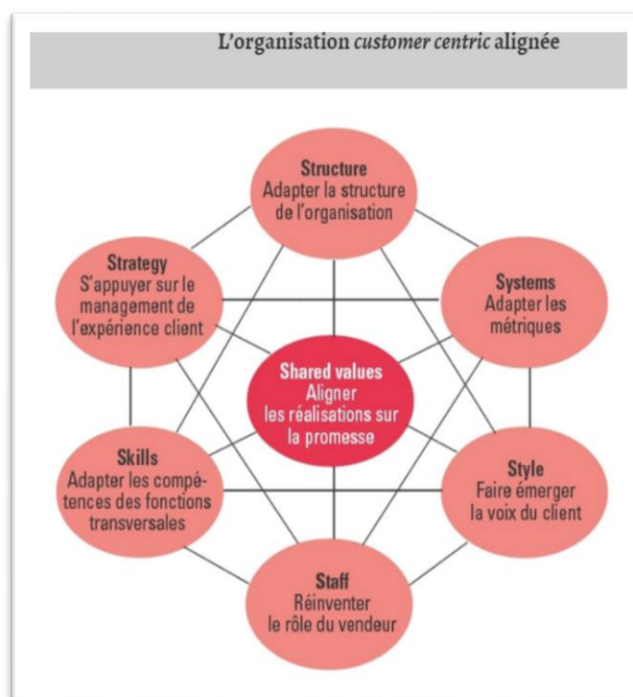 L'organisation customer centric alignée
Structure
Adapter la structure
de l'organisation
Strategy
S'appuyer sur le
management de
l'expérience client
Systems
Adapter les
métriques
Shared values
Aligner
les réalisations sur
la promesse
Skills
Adapter les compé-
tences des fonctions
transversales
Style
Faire émerger
la voix du client
Staff
Réinventer
le rôle du vendeur